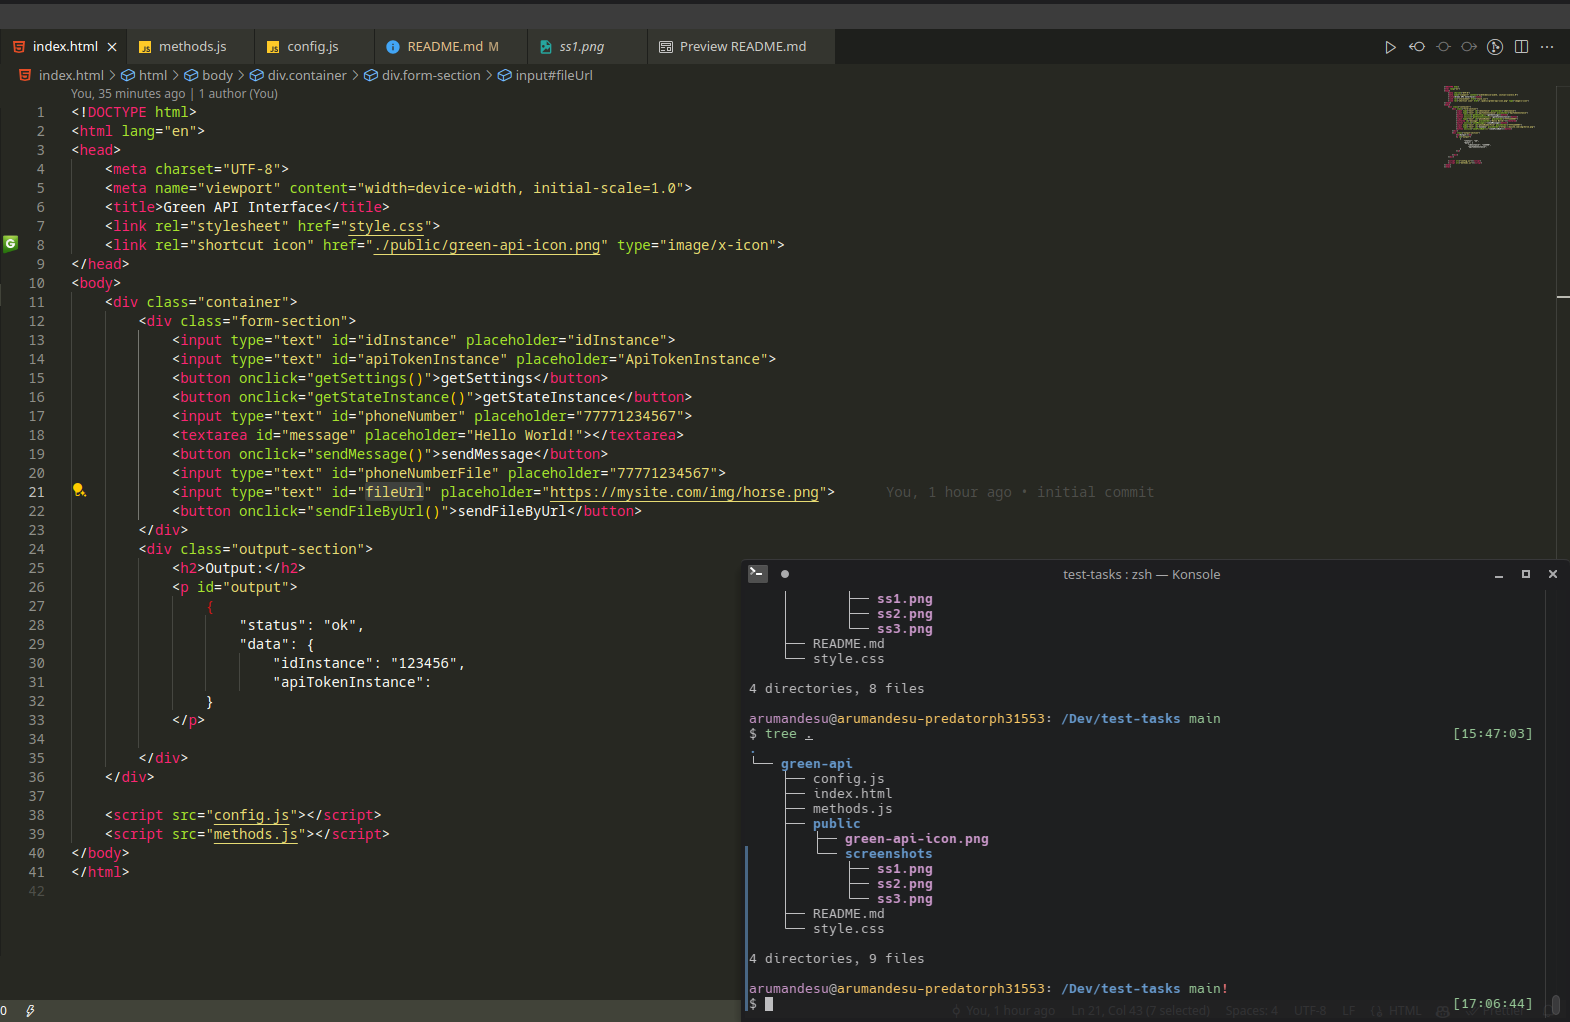 index.html
methods.js
config.js
README.md M
ss1.png
Preview README.md
index.html > html > body > div.container > div.form-section > input#fileUrl
You, 35 minutes ago | 1 author (You)
1 <!DOCTYPE html>
2 <html lang="en">
3 <head>
4 <meta charset="UTF-8">
5 <meta name="viewport" content="width=device-width, initial-scale=1.0">
6 <title>Green API Interface</title>
7 <link rel="stylesheet" href="style.css">
8 <link rel="shortcut icon" href="./public/green-api-icon.png" type="image/x-icon">
9 </head>
10 <body>
11 <div class="container">
12 <div class="form-section">
13 <input type="text" id="idInstance" placeholder="idInstance">
14 <input type="text" id="apiTokenInstance" placeholder="ApiTokenInstance">
15 <button onclick="getSettings()">getSettings</button>
16 <button onclick="getStateInstance()">getStateInstance</button>
17 <input type="text" id="phoneNumber" placeholder="77771234567">
18 <textarea id="message" placeholder="Hello World!"></textarea>
19 <button onclick="sendMessage()">sendMessage</button>
20 <input type="text" id="phoneNumberFile" placeholder="77771234567">
21 <input type="text" id="fileUrl" placeholder="https://mysite.com/img/horse.png"> You, 1 hour ago • initial commit
22 <button onclick="sendFileByUrl()">sendFileByUrl</button>
23 </div>
24 <div class="output-section">
25 <h2>Output:</h2>
26 <p id="output">
27 {
28 "status": "ok",
29 "data": {
30 "idInstance": "123456",
31 "apiTokenInstance":
32 }
33 </p>
34
35 </div>
36 </div>
37
38 <script src="config.js"></script>
39 <script src="methods.js"></script>
40 </body>
41 </html>
42
test-tasks : zsh — Konsole
├── ss1.png
├── ss2.png
└── ss3.png
├── README.md
└── style.css
4 directories, 8 files
arumandesu@arumandesu-predatorph31553: /Dev/test-tasks main
$ tree . [15:47:03]
.
└── green-api
├── config.js
├── index.html
├── methods.js
├── public
├── green-api-icon.png
└── screenshots
├── ss1.png
├── ss2.png
└── ss3.png
├── README.md
└── style.css
4 directories, 9 files
arumandesu@arumandesu-predatorph31553: /Dev/test-tasks main!
$ [17:06:44]
0
You, 1 hour ago Ln 21, Col 43 (7 selected) Spaces: 4 UTF-8 LF HTML Prettier